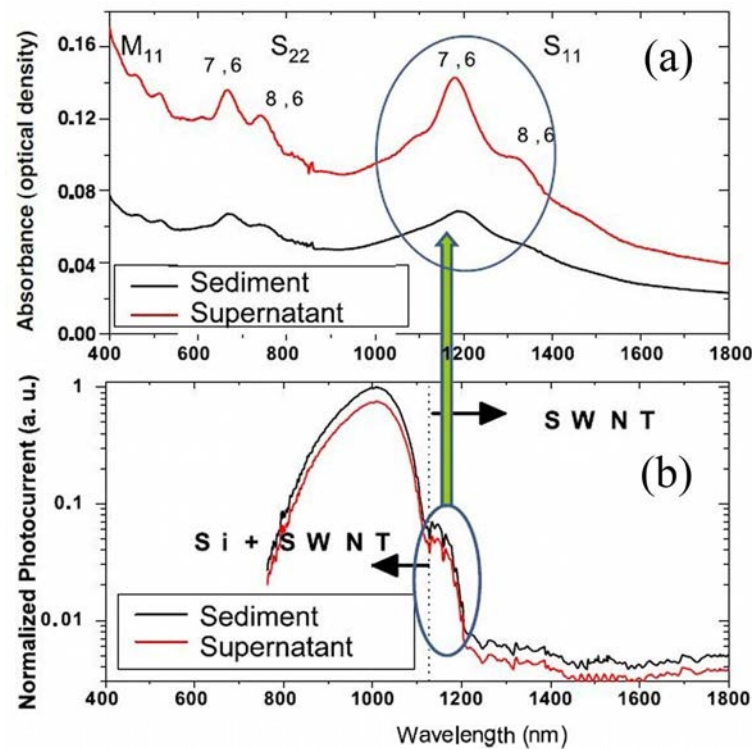 0.16
M11
S22
S11
(a)
7 , 6
8 , 6
7 , 6
8 , 6
0.12
0.08
0.04
0.00
Absorbance (optical density)
Sediment
Supernatant
400 600 800 1000 1200 1400 1600 1800
1
0.1
0.01
Normalized Photocurrent (a. u.)
S W N T
(b)
S i + S W N T
Sediment
Supernatant
400 600 800 1000 1200 1400 1600 1800
Wavelength (nm)